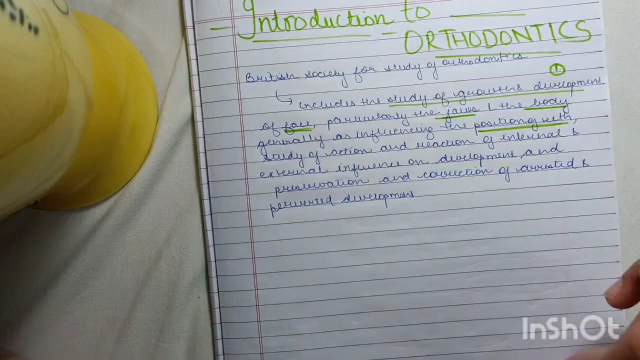 Introduction to
ORTHODONTICS
British society for study of orthodontics
1
↳ Includes the study of growth & development
of face, particularly the jaws & the body
generally as influencing the position of teeth,
study of action and reaction of internal &
external influence on development, and
preservation and correction of arrested &
perverted development
InShOt